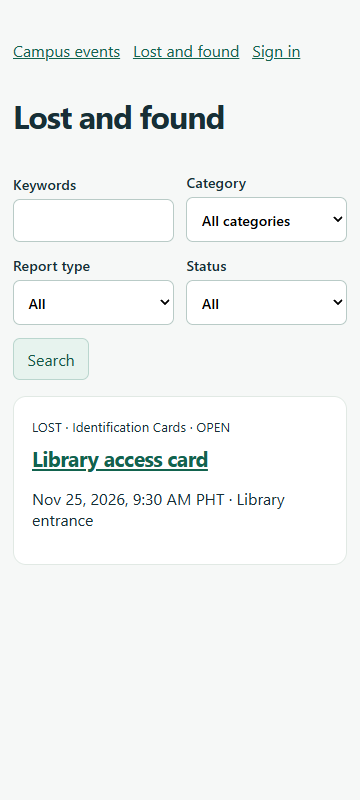 Campus events Lost and found Sign in
Lost and found
Keywords
Category
All categories
Report type
Status
All
All
Search
LOST · Identification Cards · OPEN
Library access card
Nov 25, 2026, 9:30 AM PHT · Library
entrance